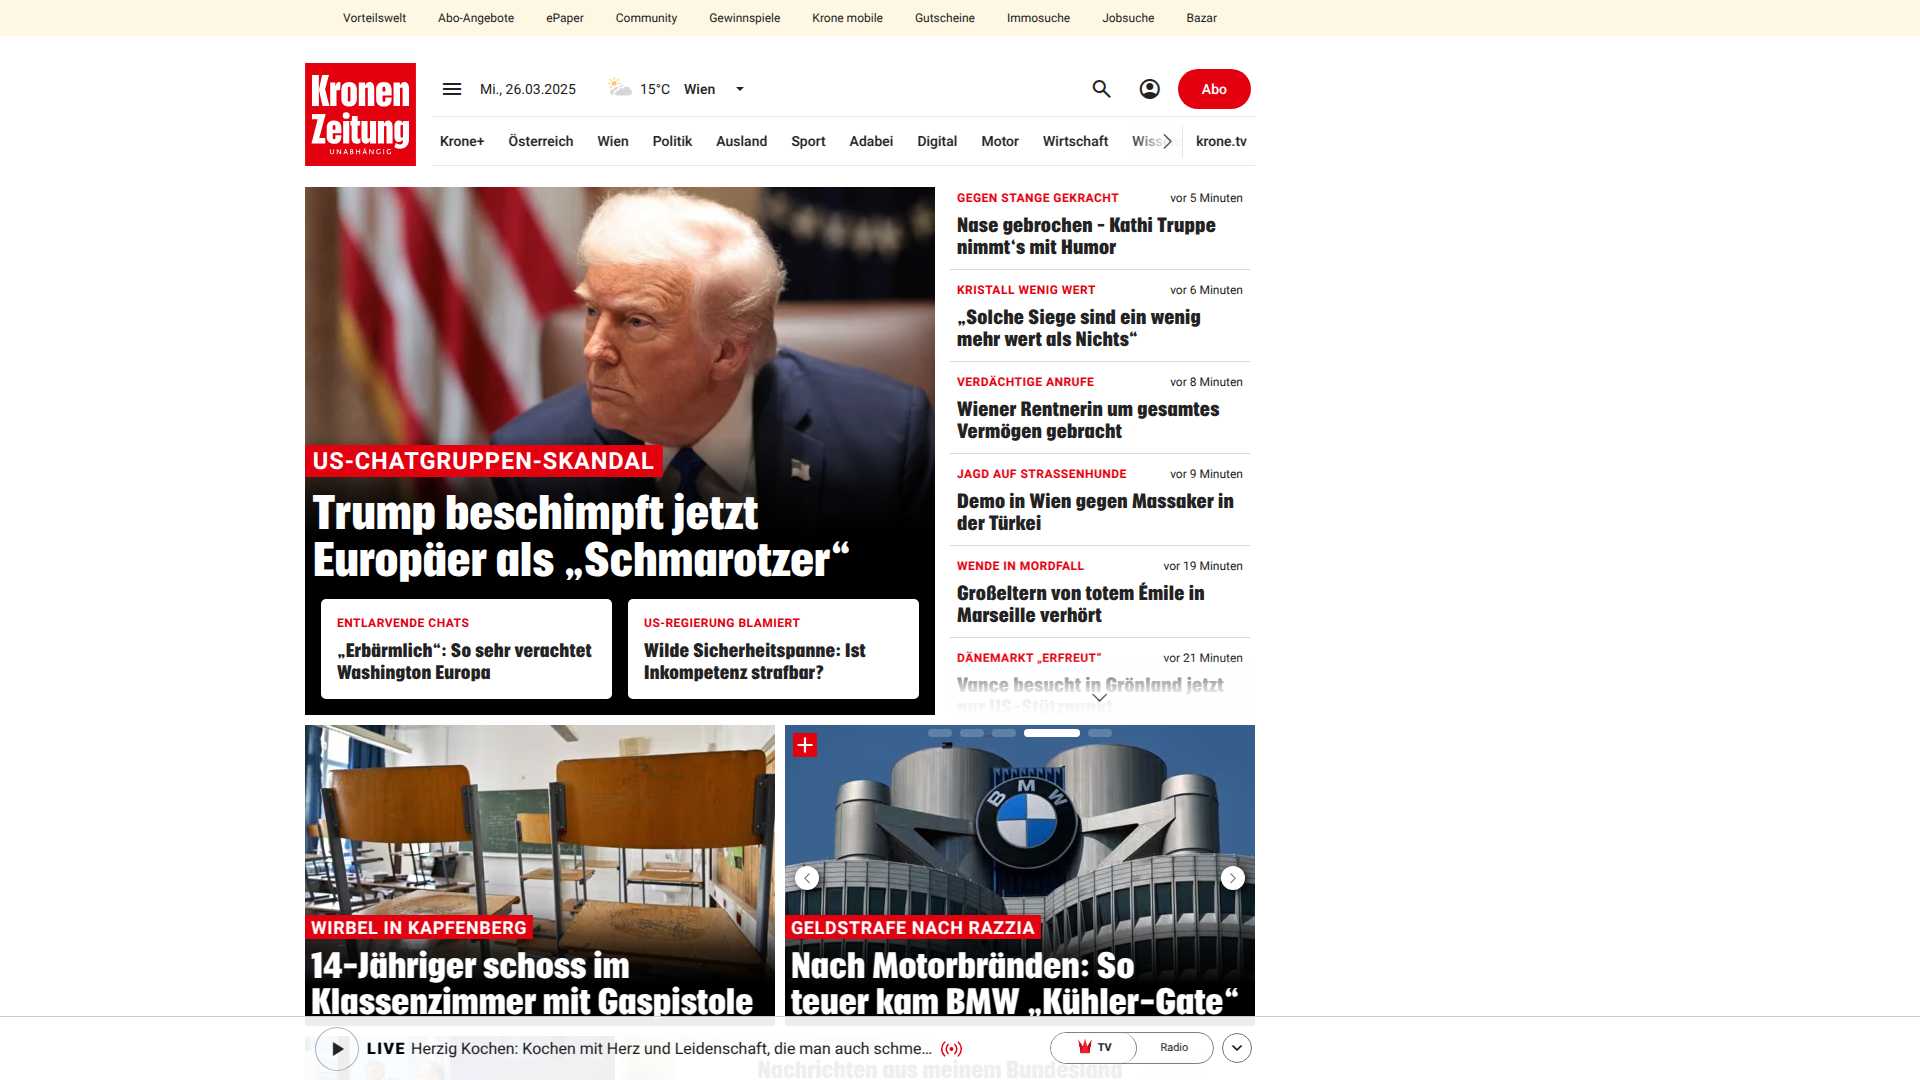 Vorteilswelt
Abo-Angebote
ePaper
Community
Gewinnspiele
Krone mobile
Gutscheine
Immosuche
Jobsuche
Bazar
Kronen
Zeitung
UNABHÄNGIG
Mi., 26.03.2025
15°C
Wien
Abo
Krone+
Österreich
Wien
Politik
Ausland
Sport
Adabei
Digital
Motor
Wirtschaft
krone.tv
US-CHATGRUPPEN-SKANDAL
Trump beschimpft jetzt
Europäer als „Schmarotzer“
ENTLARVENDE CHATS
„Erbärmlich“: So sehr verachtet
Washington Europa
US-REGIERUNG BLAMIERT
Wilde Sicherheitspanne: Ist
Inkompetenz strafbar?
GEGEN STANGE GEKRACHT
vor 5 Minuten
Nase gebrochen – Kathi Truppe
nimmt‘s mit Humor
KRISTALL WENIG WERT
vor 6 Minuten
„Solche Siege sind ein wenig
mehr wert als Nichts“
VERDÄCHTIGE ANRUFE
vor 8 Minuten
Wiener Rentnerin um gesamtes
Vermögen gebracht
JAGD AUF STRASSENHUNDE
vor 9 Minuten
Demo in Wien gegen Massaker in
der Türkei
WENDE IN MORDFALL
vor 19 Minuten
Großeltern von totem Émile in
Marseille verhört
DÄNEMARKT „ERFREUT“
vor 21 Minuten
Vance besucht in Grönland jetzt
nur US-Stützpunkt
WIRBEL IN KAPFENBERG
14-Jähriger schoss im
Klassenzimmer mit Gaspistole
BMW
GELDSTRAFE NACH RAZZIA
Nach Motorbränden: So
teuer kam BMW „Kühler-Gate“
LIVE Herzig Kochen: Kochen mit Herz und Leidenschaft, die man auch schme...
TV
Radio
Nachrichten aus meinem Bundesland